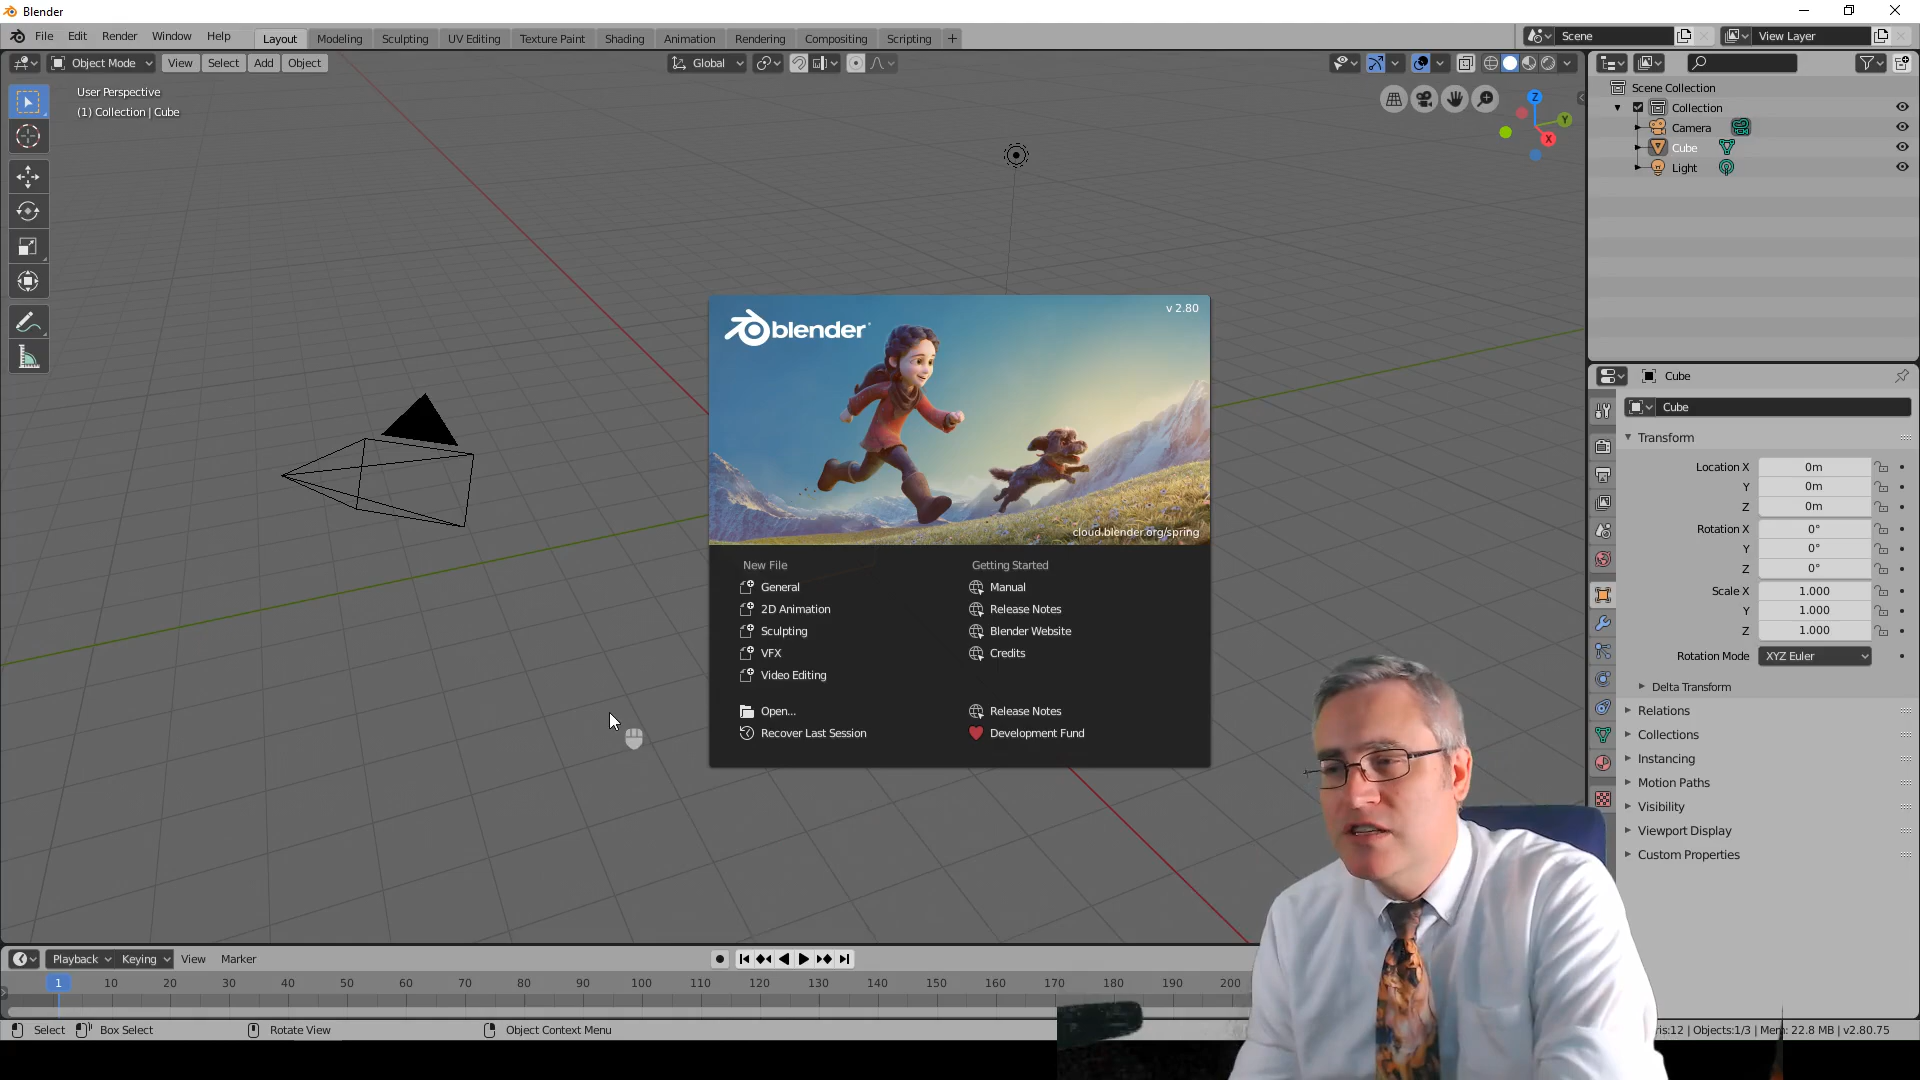 Blender
File Edit Render Window Help
Layout Modeling Sculpting UV Editing Texture Paint Shading Animation Rendering Compositing Scripting +
Scene
View Layer
Object Mode View Select Add Object
Global
User Perspective
(1) Collection | Cube
Z
Y
X
Scene Collection
Collection
Camera
Cube
Light
blender
v 2.80
cloud.blender.org/spring
New File
General
2D Animation
Sculpting
VFX
Video Editing
Open...
Recover Last Session
Getting Started
Manual
Release Notes
Blender Website
Credits
Release Notes
Development Fund
Cube
Cube
Transform
Location X 0m
Y 0m
Z 0m
Rotation X 0°
Y 0°
Z 0°
Scale X 1.000
Y 1.000
Z 1.000
Rotation Mode XYZ Euler
Delta Transform
Relations
Collections
Instancing
Motion Paths
Visibility
Viewport Display
Custom Properties
Playback Keying View Marker
1 10 20 30 40 50 60 70 80 90 100 110 120 130 140 150 160 170 180 190 200
Select Box Select Rotate View Object Context Menu
ris:12 | Objects:1/3 | Mem: 22.8 MB | v2.80.75